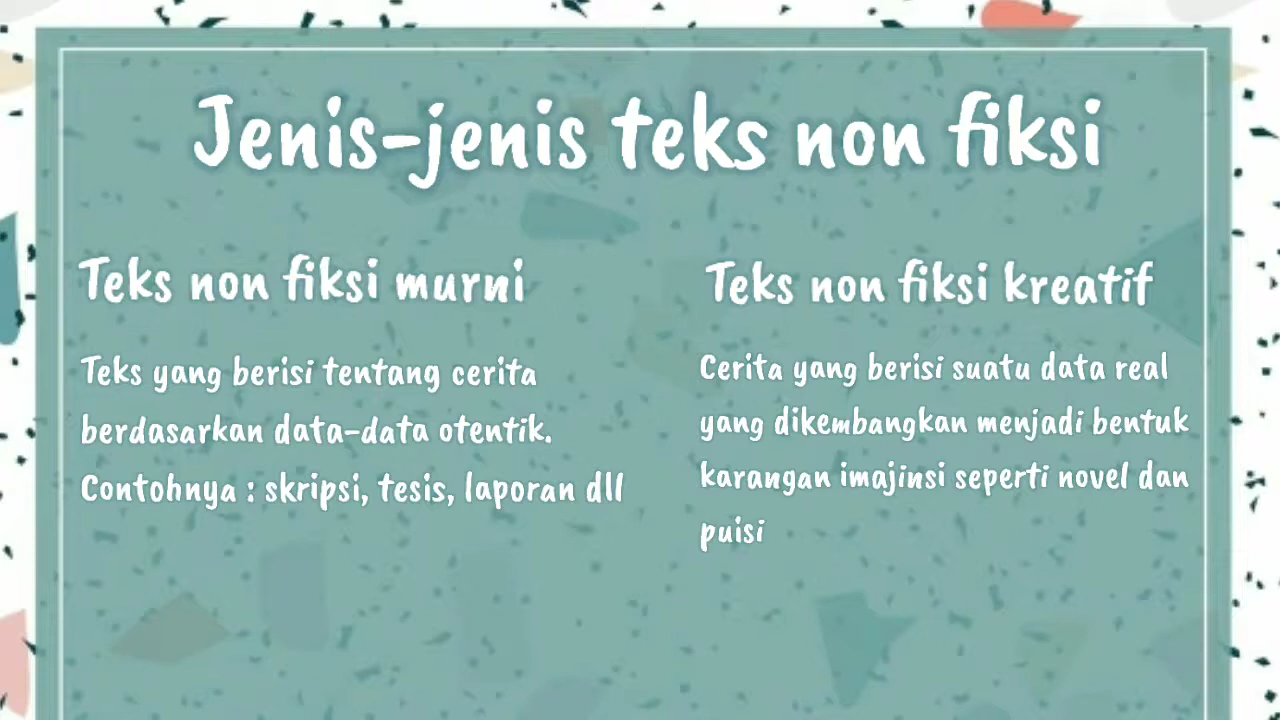 Jenis-jenis teks non fiksi
Teks non fiksi murni
Teks yang berisi tentang cerita
berdasarkan data-data otentik.
Contohnya : skripsi, tesis, laporan dll
Teks non fiksi kreatif
Cerita yang berisi suatu data real
yang dikembangkan menjadi bentuk
karangan imajinsi seperti novel dan
puisi